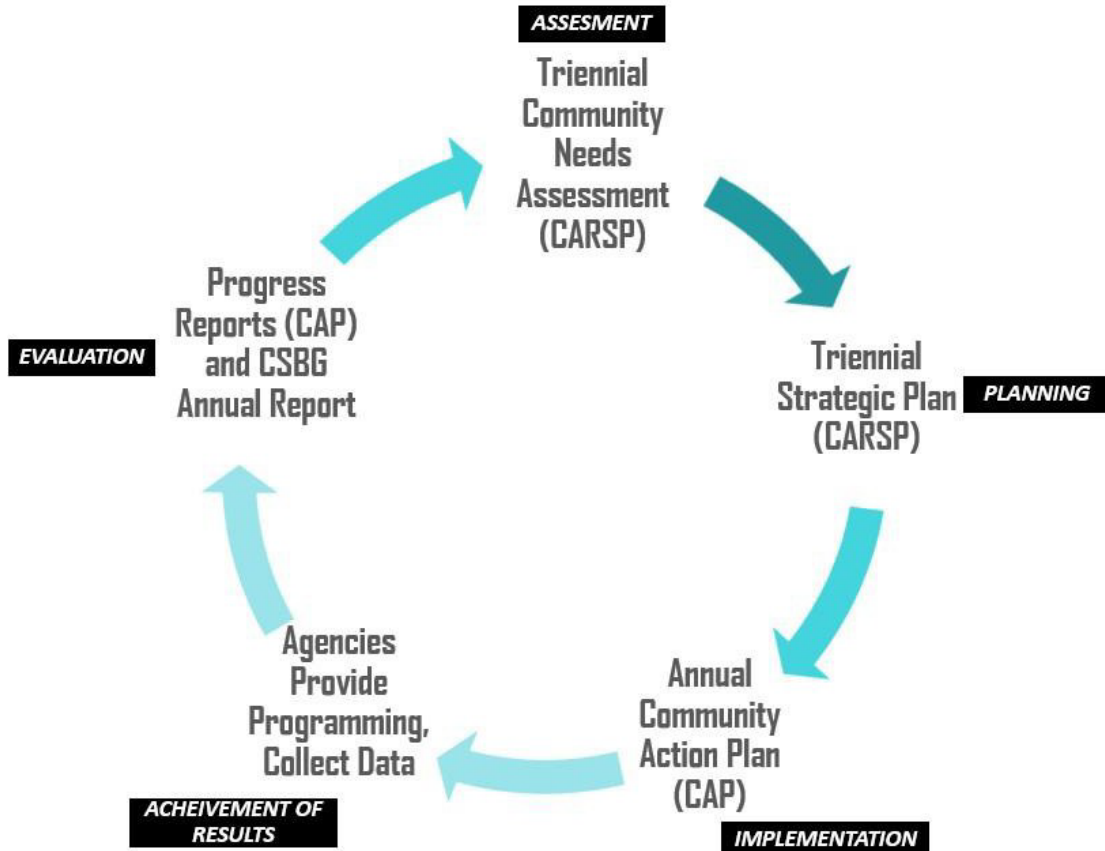 ASSESMENT
Triennial
Community
Needs
Assessment
(CARSP)
Triennial
Strategic Plan
(CARSP)
PLANNING
Annual
Community
Action Plan
(CAP)
IMPLEMENTATION
Agencies
Provide
Programming,
Collect Data
ACHEIVEMENT OF
RESULTS
Progress
Reports (CAP)
and CSBG
Annual Report
EVALUATION